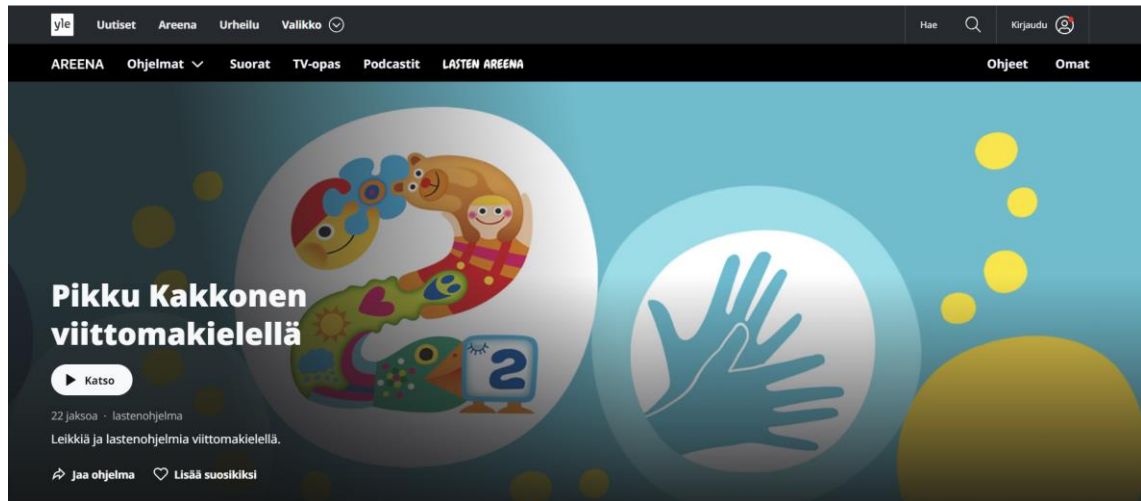 yle Uutiset Areena Urheilu Valikko Hae Kirjaudu
AREENA Ohjelmat Suorat TV-opas Podcastit LASTEN AREENA Ohjeet Omat
2
Pikku Kakkonen
viittomakielellä
Katso
22 jaksoa · lastenohjelma
Leikkiä ja lastenohjelmia viittomakielellä.
Jaa ohjelma Lisää suosikiksi